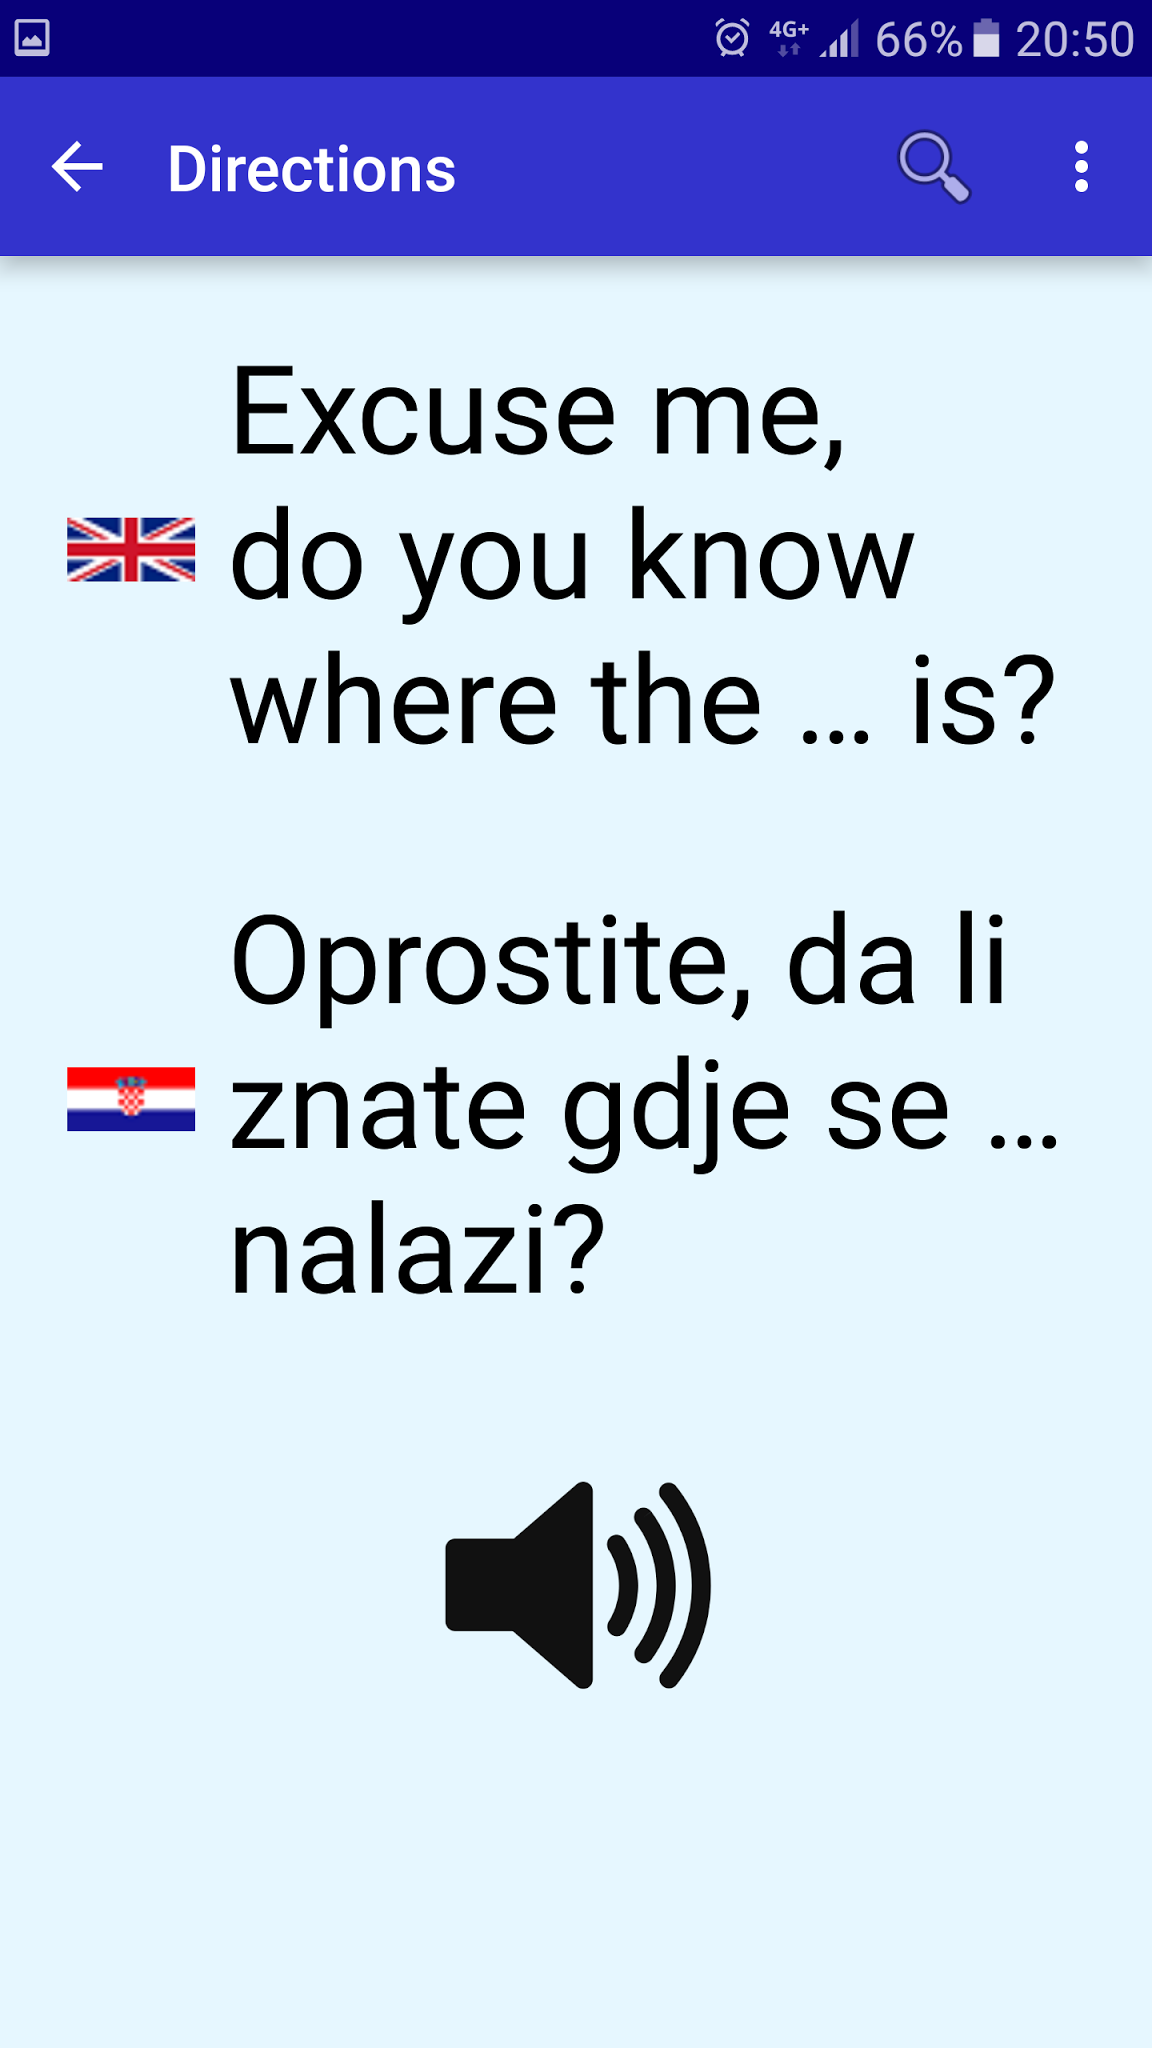 4G+ 66% 20:50
Directions
Excuse me,
do you know
where the ... is?
Oprostite, da li
znate gdje se ...
nalazi?